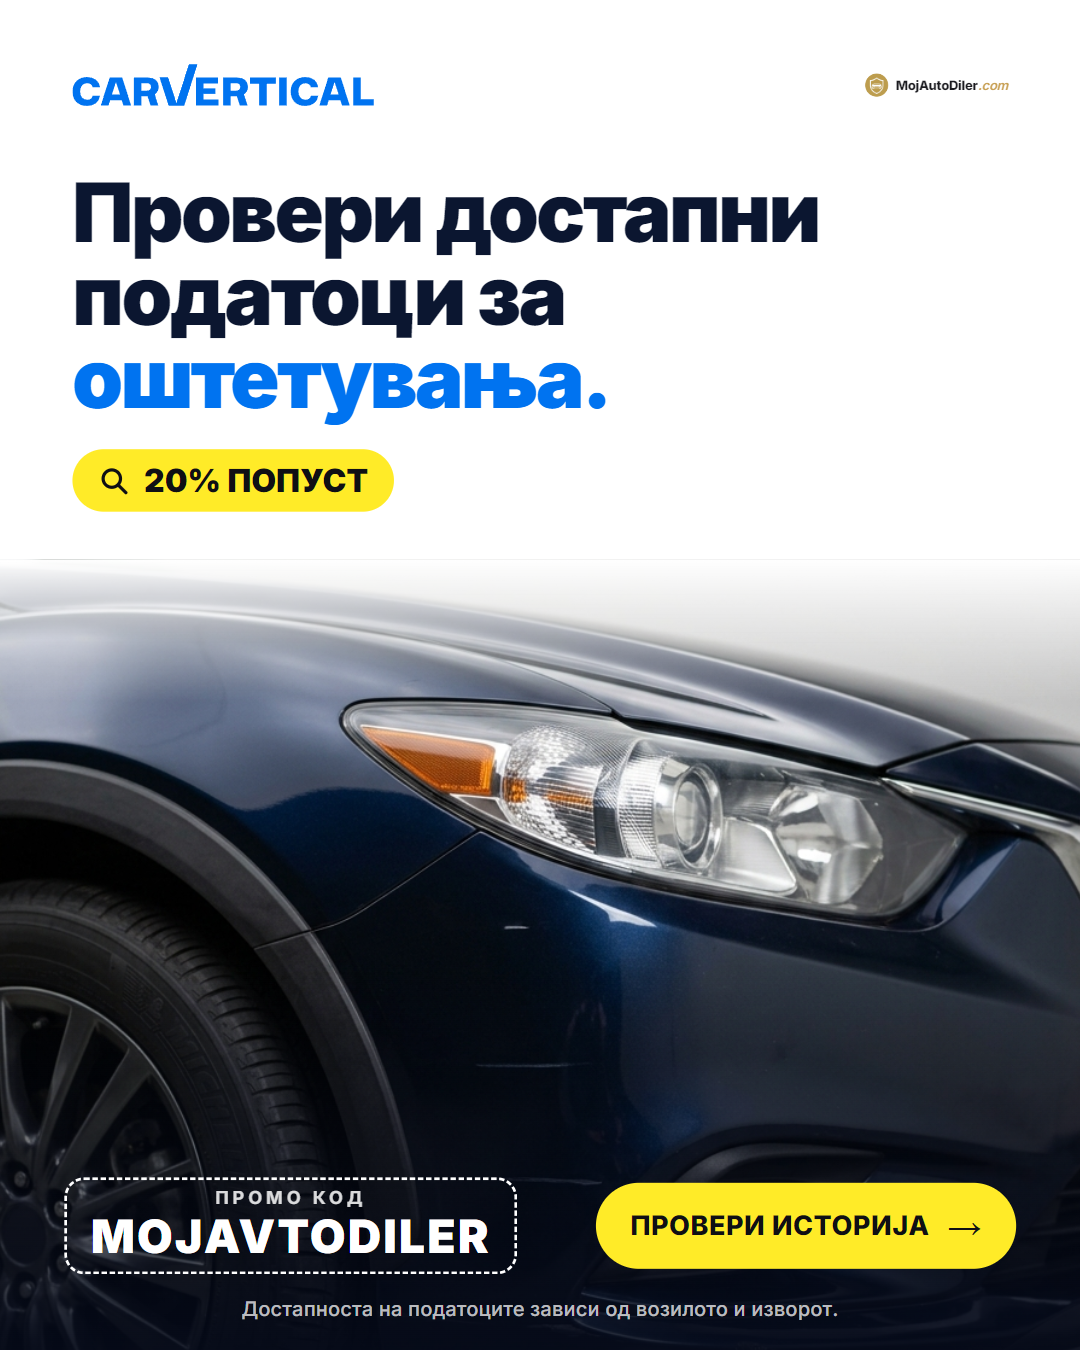 CARVERTICAL
MojAutoDiler.com
Провери достапни
податоци за
оштетувања.
20% ПОПУСТ
ПРОМО КОД
MOJAVTODILER
ПРОВЕРИ ИСТОРИЈА →
Достапноста на податоците зависи од возилото и изворот.